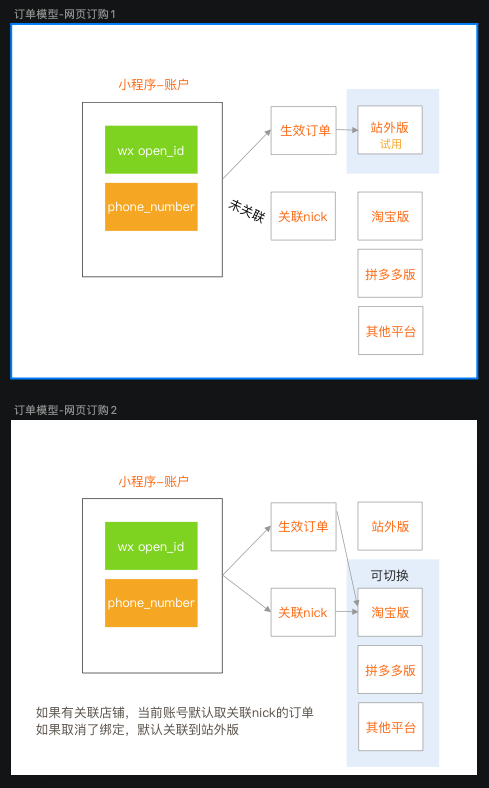 订单模型-网页订购 1
小程序-账户
wx open_id
phone_number
未关联
生效订单
关联nick
站外版
试用
淘宝版
拼多多版
其他平台
订单模型-网页订购 2
小程序-账户
wx open_id
phone_number
生效订单
关联nick
站外版
可切换
淘宝版
拼多多版
其他平台
如果有关联店铺，当前账号默认取关联nick的订单
如果取消了绑定，默认关联到站外版